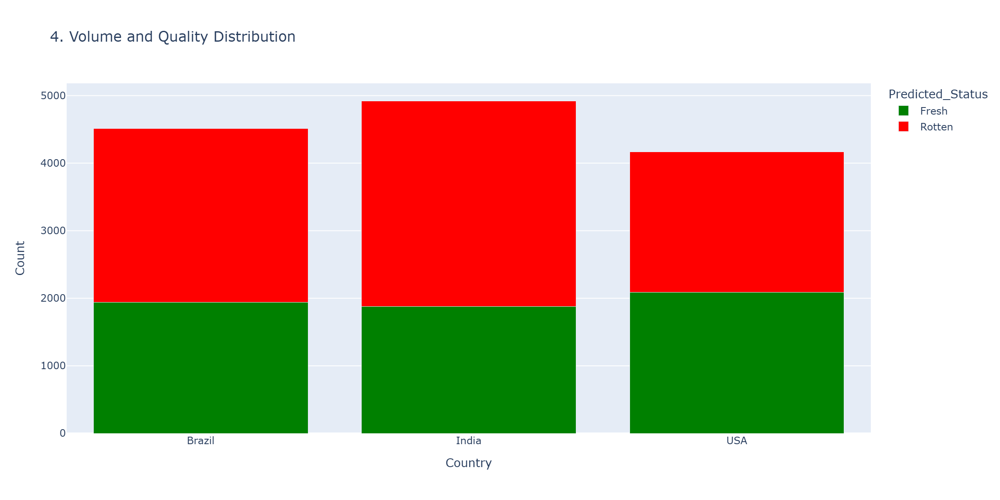 4. Volume and Quality Distribution
5000
4000
3000
2000
1000
0
Count
Brazil
India
USA
Country
Predicted_Status
Fresh
Rotten